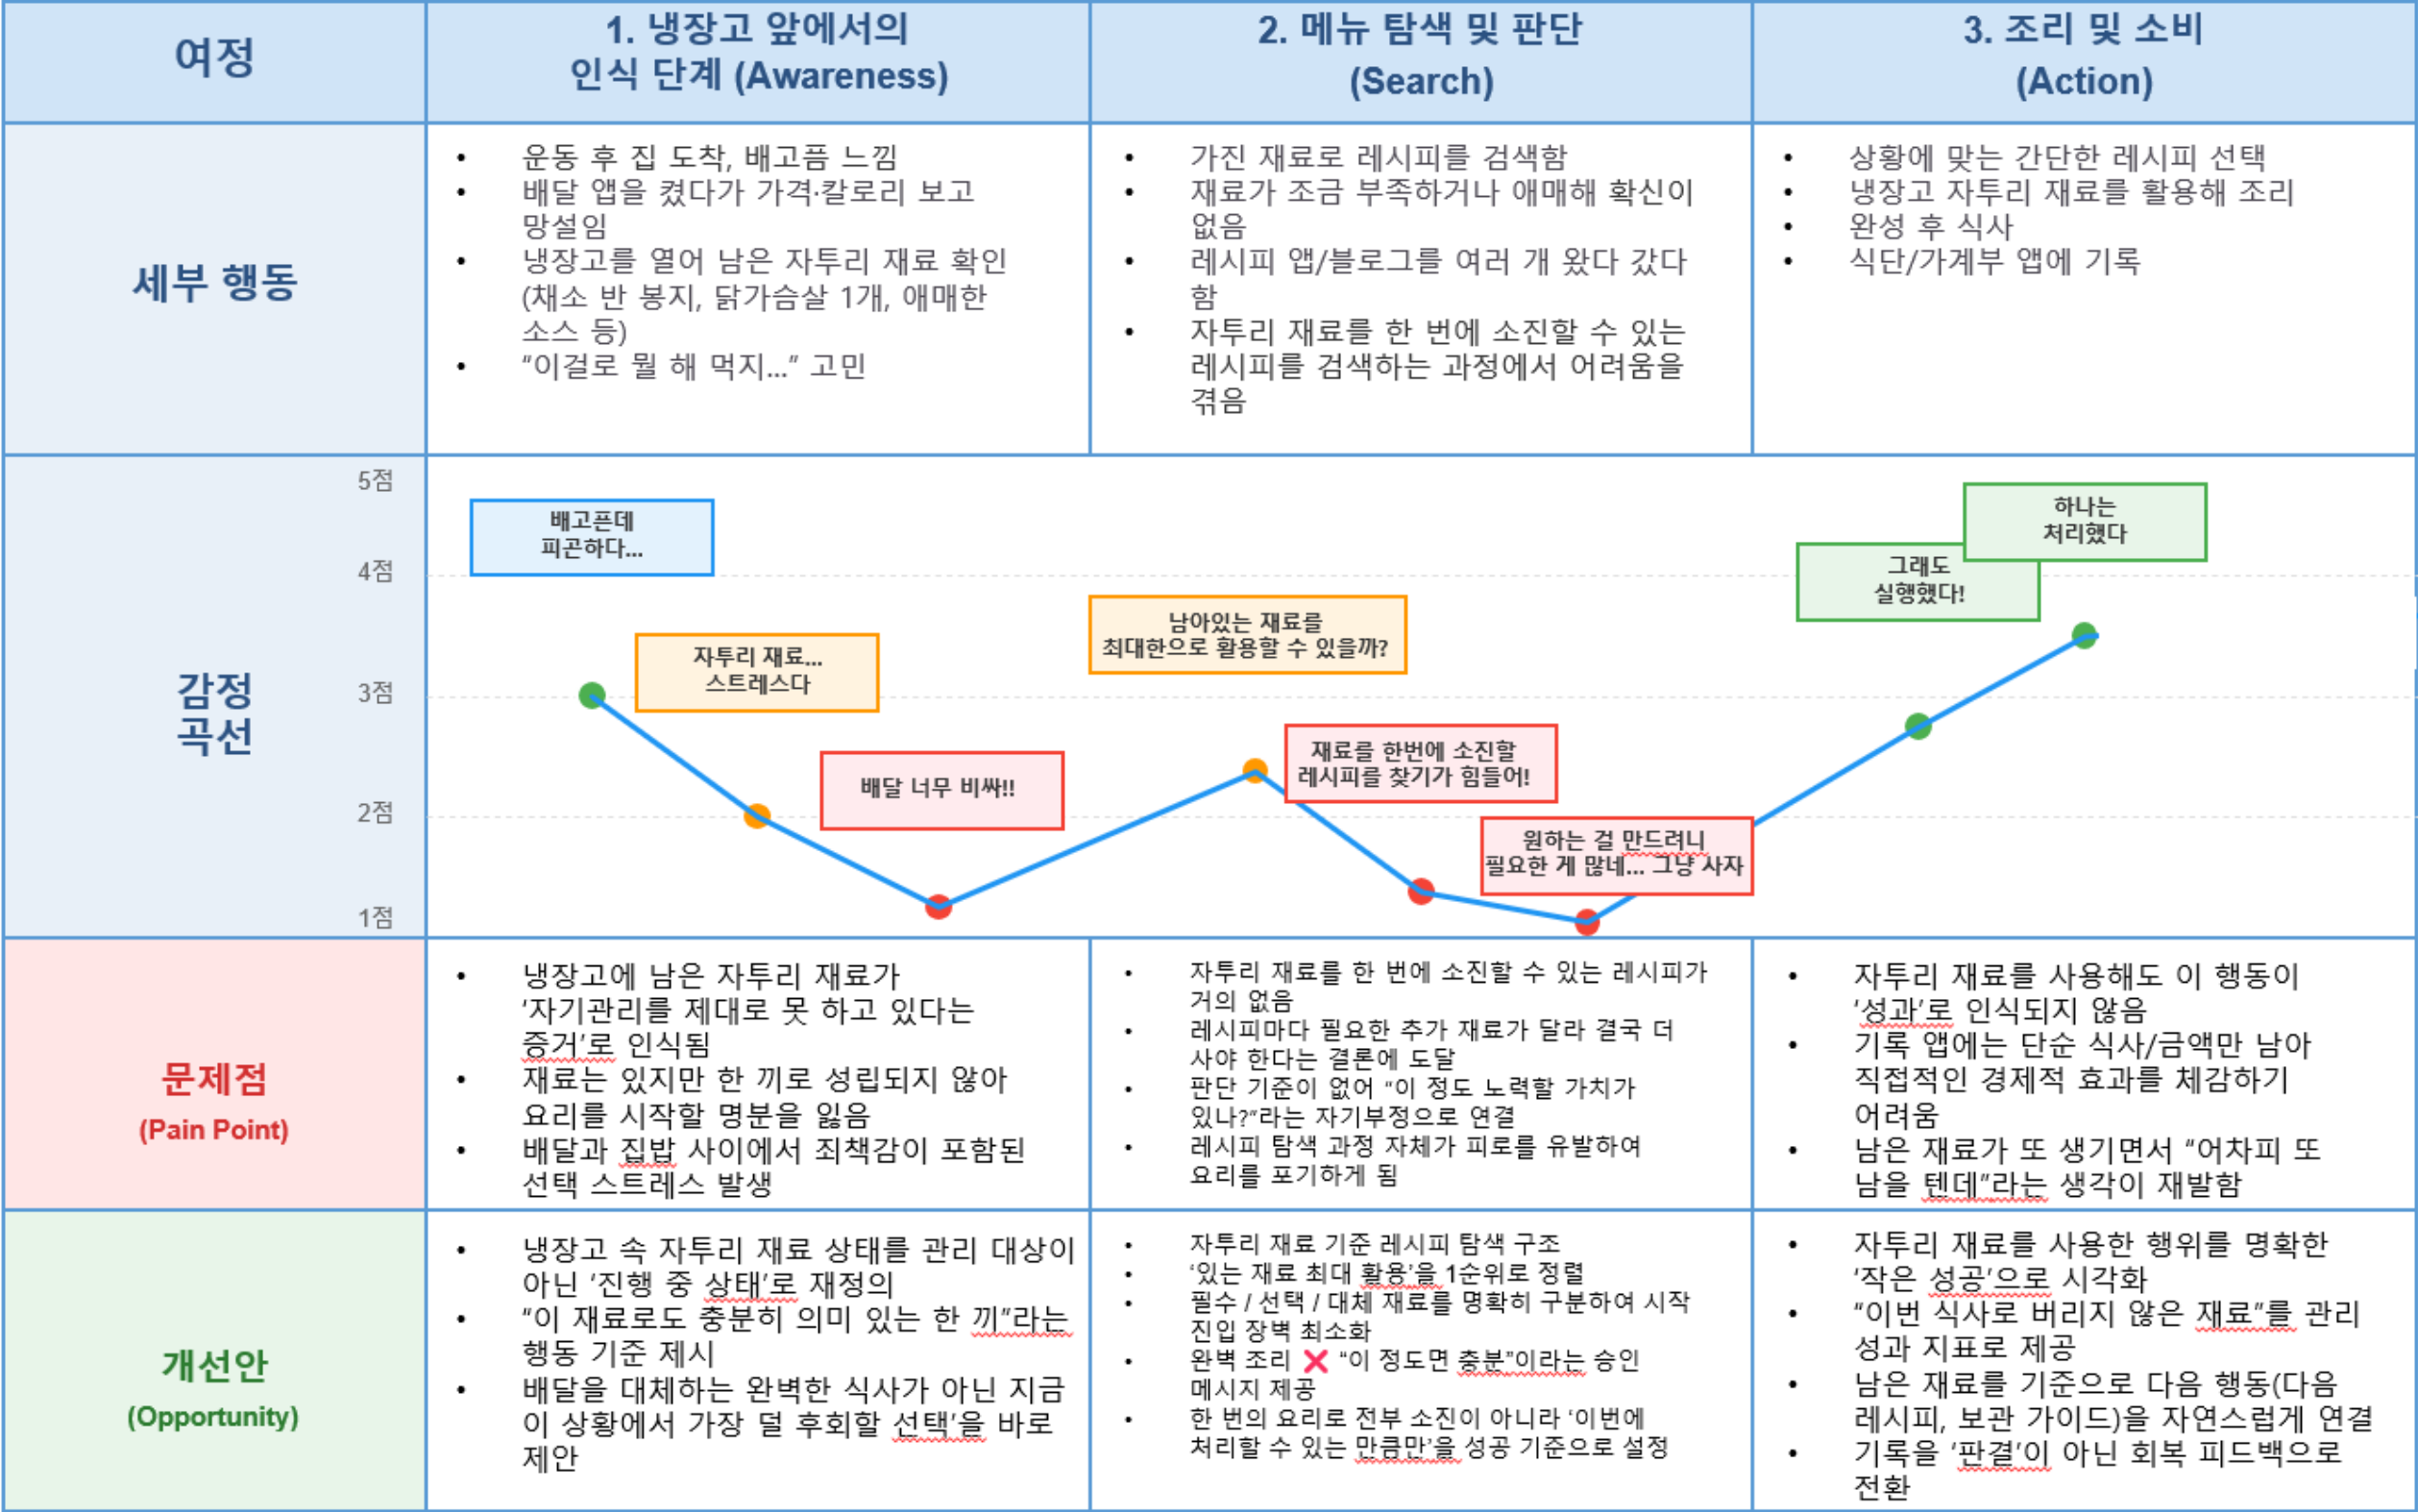 여정
1. 냉장고 앞에서의
인식 단계 (Awareness)
2. 메뉴 탐색 및 판단
(Search)
3. 조리 및 소비
(Action)
세부 행동
• 운동 후 집 도착, 배고픔 느낌
• 배달 앱을 켰다가 가격·칼로리 보고
망설임
• 냉장고를 열어 남은 자투리 재료 확인
(채소 반 봉지, 닭가슴살 1개, 애매한
소스 등)
• “이걸로 뭘 해 먹지...” 고민
• 가진 재료로 레시피를 검색함
• 재료가 조금 부족하거나 애매해 확신이
없음
• 레시피 앱/블로그를 여러 개 왔다 갔다
함
• 자투리 재료를 한 번에 소진할 수 있는
레시피를 검색하는 과정에서 어려움을
겪음
• 상황에 맞는 간단한 레시피 선택
• 냉장고 자투리 재료를 활용해 조리
• 완성 후 식사
• 식단/가계부 앱에 기록
감정
곡선
5점
4점
3점
2점
1점
배고픈데
피곤하다...
자투리 재료...
스트레스다
배달 너무 비싸!!
남아있는 재료를
최대한으로 활용할 수 있을까?
재료를 한번에 소진할
레시피를 찾기가 힘들어!
원하는 걸 만드려니
필요한 게 많네... 그냥 사자
그래도
실행했다!
하나는
처리했다
문제점
(Pain Point)
• 냉장고에 남은 자투리 재료가
‘자기관리를 제대로 못 하고 있다는
증거’로 인식됨
• 재료는 있지만 한 끼로 성립되지 않아
요리를 시작할 명분을 잃음
• 배달과 집밥 사이에서 죄책감이 포함된
선택 스트레스 발생
• 자투리 재료를 한 번에 소진할 수 있는 레시피가
거의 없음
• 레시피마다 필요한 추가 재료가 달라 결국 더
사야 한다는 결론에 도달
• 판단 기준이 없어 “이 정도 노력할 가치가
있나?”라는 자기부정으로 연결
• 레시피 탐색 과정 자체가 피로를 유발하여
요리를 포기하게 됨
• 자투리 재료를 사용해도 이 행동이
‘성과’로 인식되지 않음
• 기록 앱에는 단순 식사/금액만 남아
직접적인 경제적 효과를 체감하기
어려움
• 남은 재료가 또 생기면서 “어차피 또
남을 텐데”라는 생각이 재발함
개선안
(Opportunity)
• 냉장고 속 자투리 재료 상태를 관리 대상이
아닌 ‘진행 중 상태’로 재정의
• “이 재료로도 충분히 의미 있는 한 끼”라는
행동 기준 제시
• 배달을 대체하는 완벽한 식사가 아닌 지금
이 상황에서 가장 덜 후회할 선택’을 바로
제안
• 자투리 재료 기준 레시피 탐색 구조
• ‘있는 재료 최대 활용’을 1순위로 정렬
• 필수 / 선택 / 대체 재료를 명확히 구분하여 시작
진입 장벽 최소화
• 완벽 조리 ❌ “이 정도면 충분”이라는 승인
메시지 제공
• 한 번의 요리로 전부 소진이 아니라 ‘이번에
처리할 수 있는 만큼만’을 성공 기준으로 설정
• 자투리 재료를 사용한 행위를 명확한
‘작은 성공’으로 시각화
• “이번 식사로 버리지 않은 재료”를 관리
성과 지표로 제공
• 남은 재료를 기준으로 다음 행동(다음
레시피, 보관 가이드)을 자연스럽게 연결
• 기록을 ‘판결’이 아닌 회복 피드백으로
전환